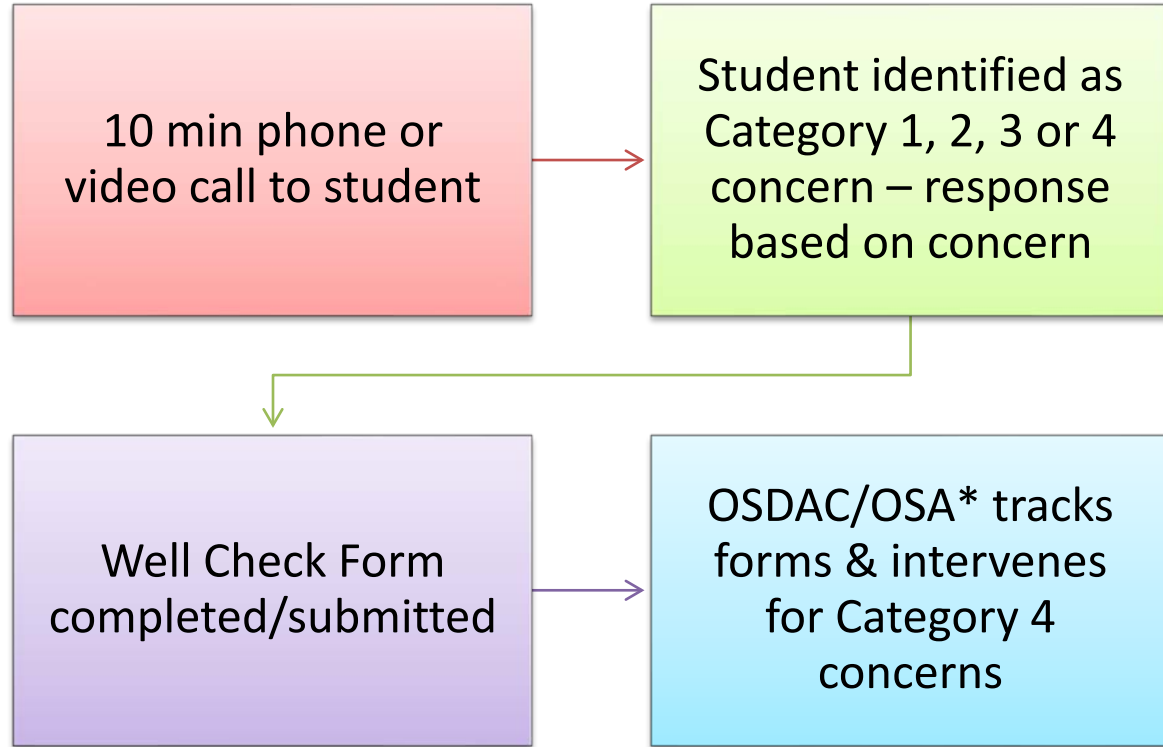 10 min phone or
video call to student
Student identified as
Category 1, 2, 3 or 4
concern – response
based on concern
Well Check Form
completed/submitted
OSDAC/OSA* tracks
forms & intervenes
for Category 4
concerns